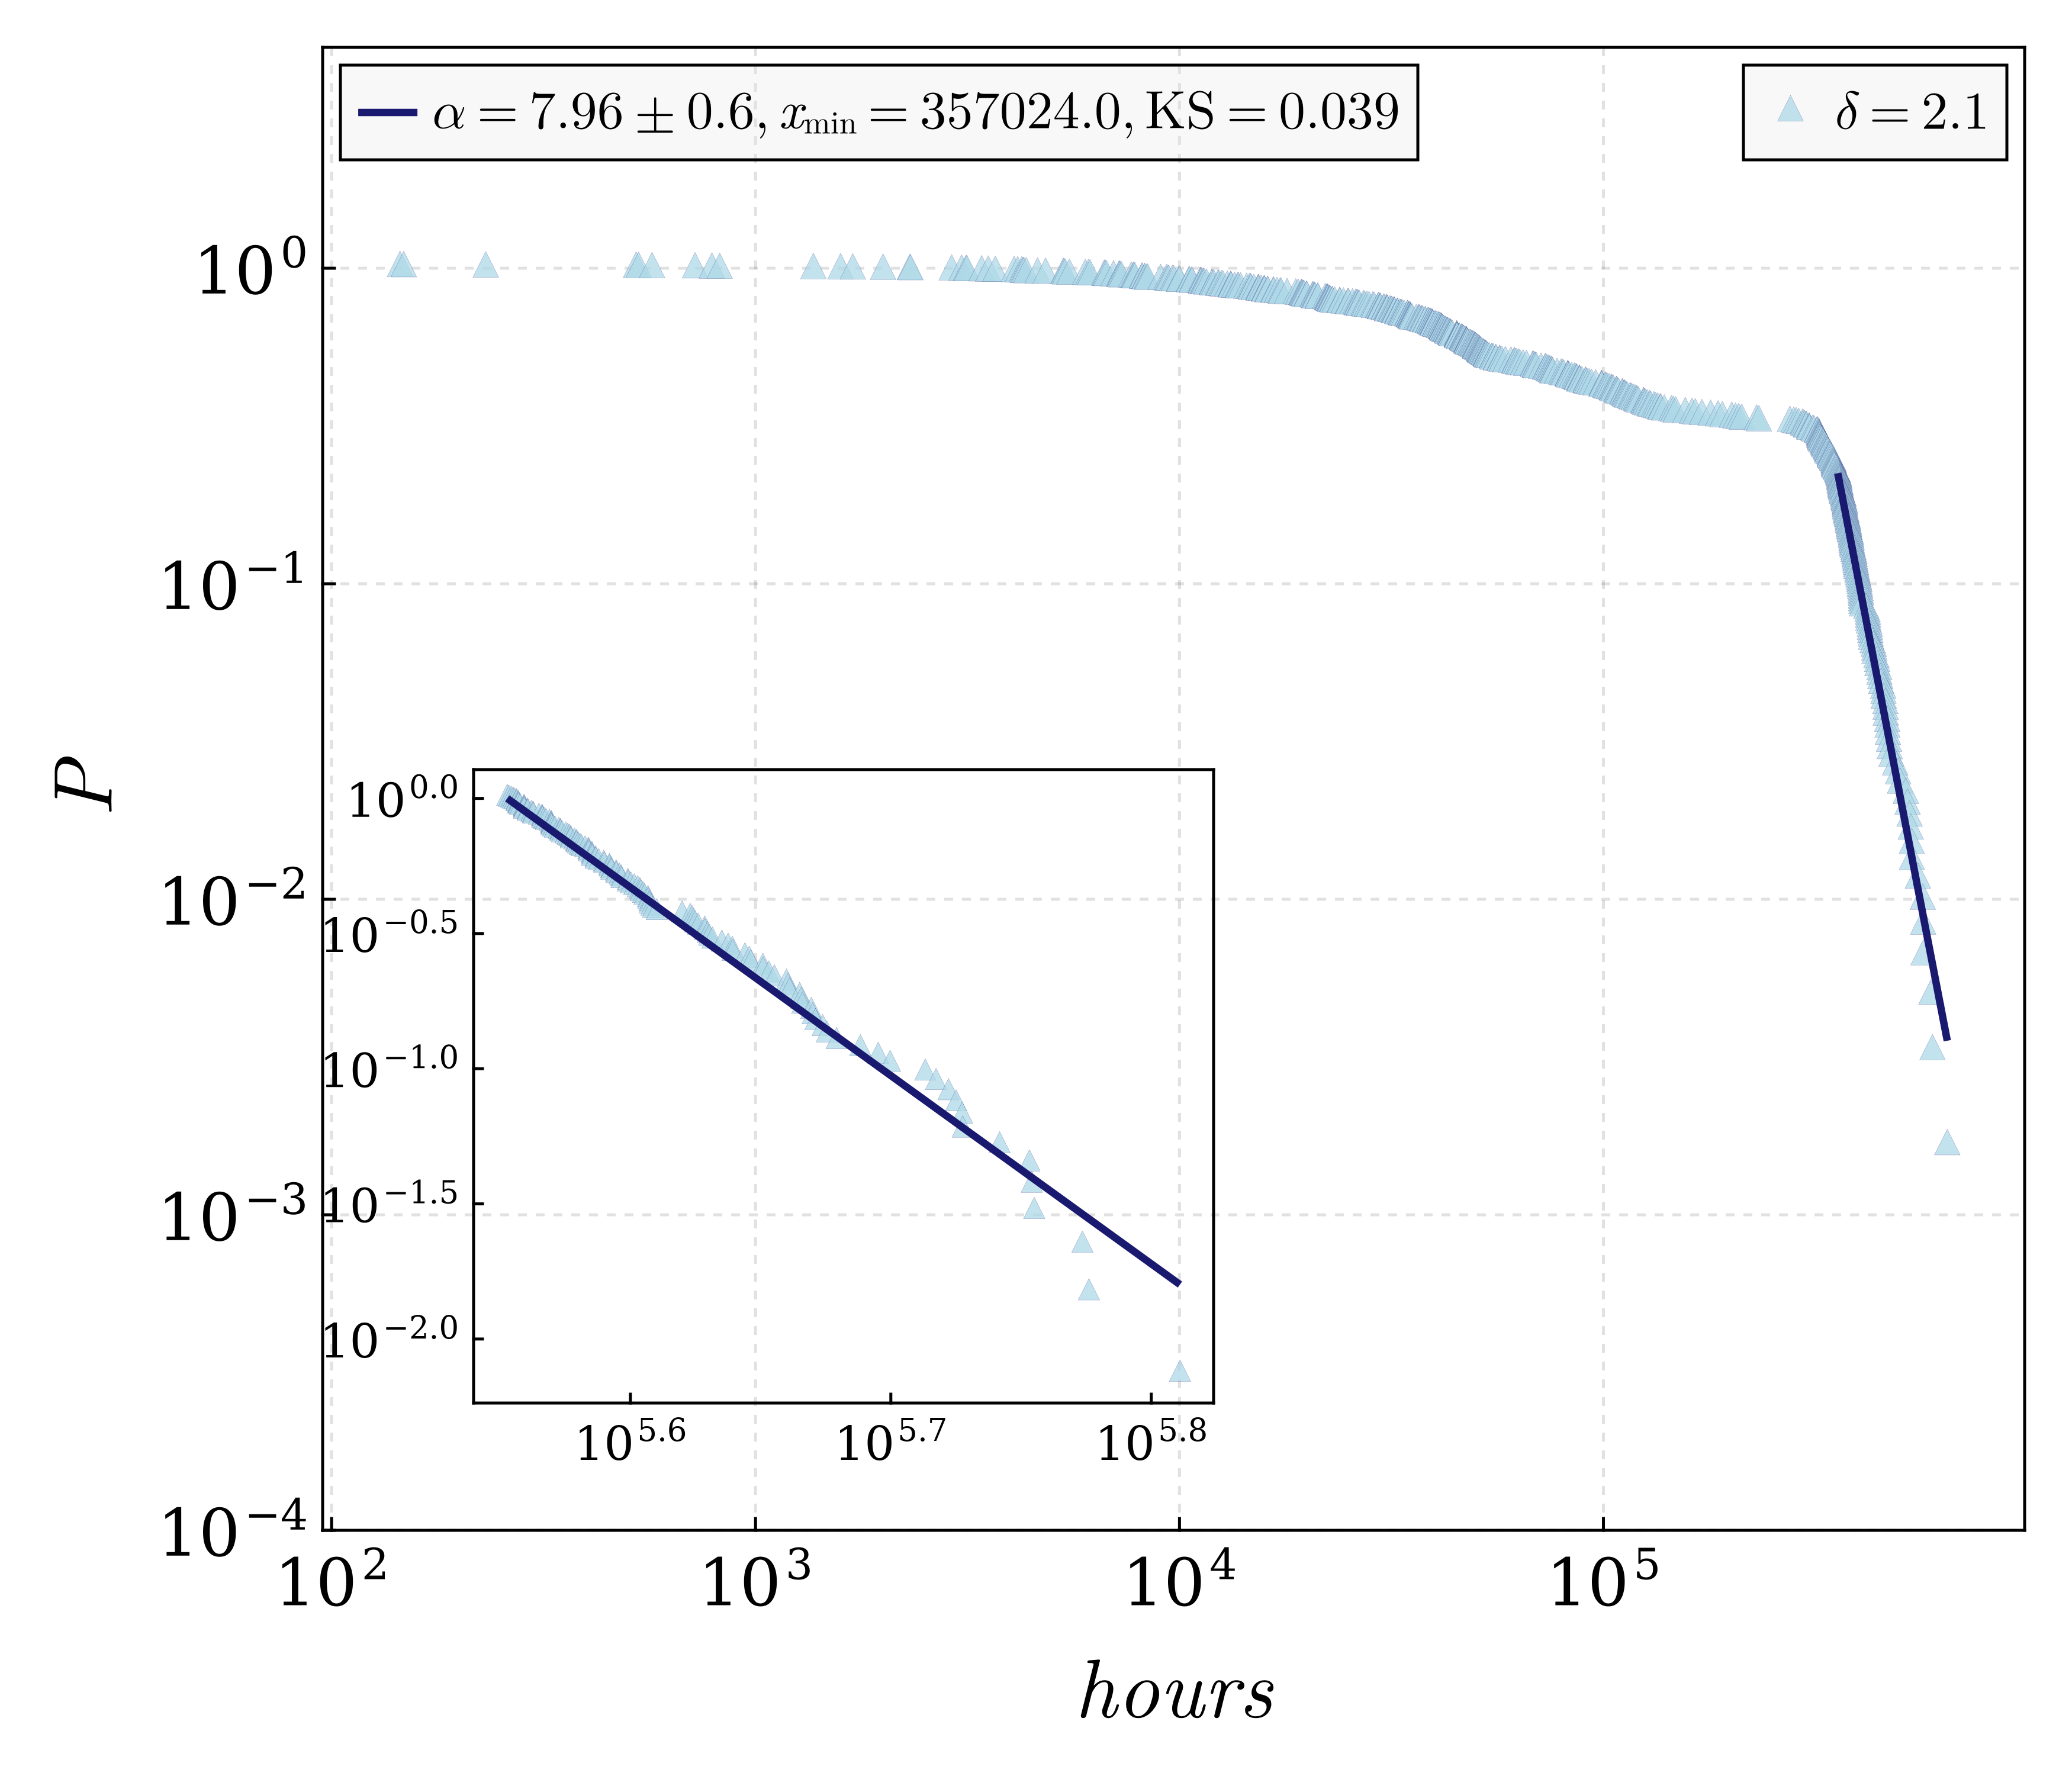 α = 7.96 ± 0.6, x_min = 357024.0, KS = 0.039
δ = 2.1
10^0
10^−1
10^−2
10^−3
10^−4
P
10^0.0
10^−0.5
10^−1.0
10^−1.5
10^−2.0
10^5.6 10^5.7 10^5.8
10^2 10^3 10^4 10^5
hours